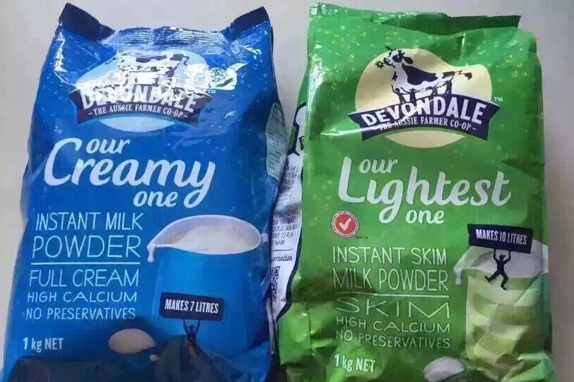 DEVONDALE
-THE AUSSIE FARMER CO-OP-
our
Creamy
one
INSTANT MILK
POWDER
FULL CREAM
HIGH CALCIUM
NO PRESERVATIVES
MAKES 7 LITRES
1 kg NET
DEVONDALE™
-THE AUSSIE FARMER CO-OP-
our
Lightest
one
MAKES 10 LITRES
INSTANT SKIM
MILK POWDER
SKIM
HIGH CALCIUM
NO PRESERVATIVES
1 kg NET